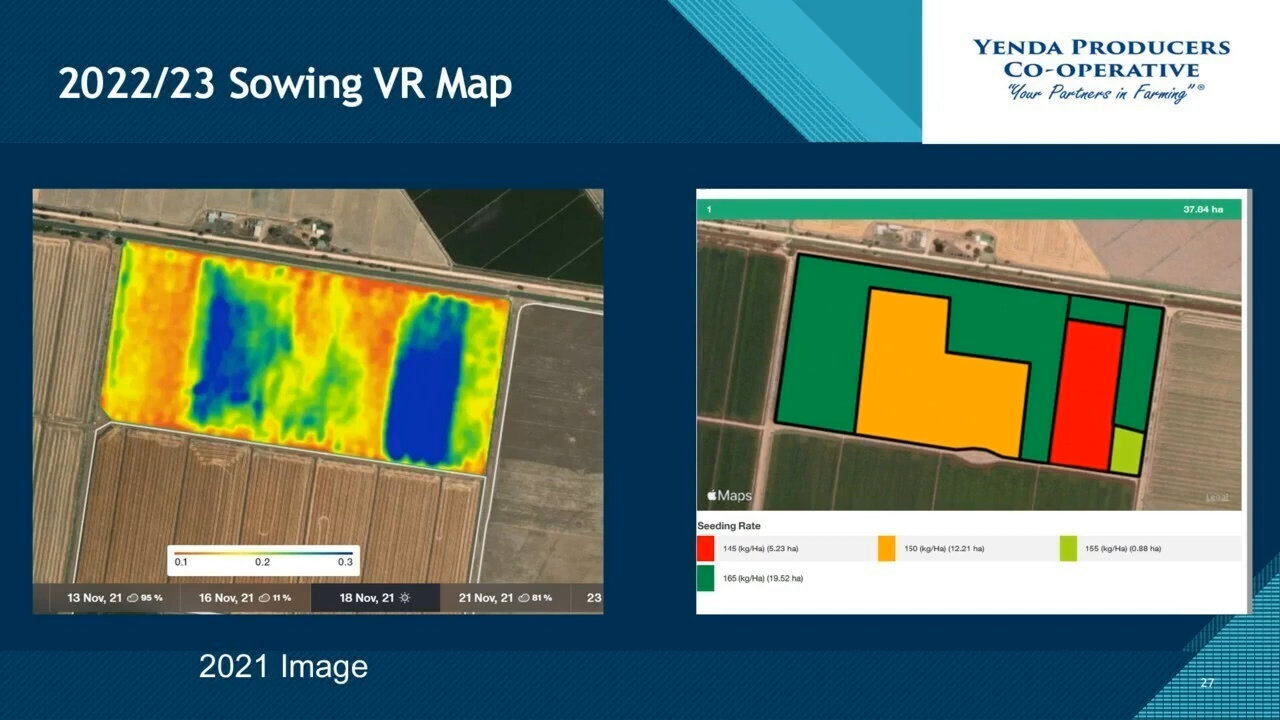 2022/23 Sowing VR Map
YENDA PRODUCERS
CO-OPERATIVE
"Your Partners in Farming"®
0.1 0.2 0.3
13 Nov, 21 95 % 16 Nov, 21 11 % 18 Nov, 21 21 Nov, 21 81 % 23
2021 Image
1 37.84 ha
Maps Legal
Seeding Rate
145 (kg/Ha) (5.23 ha) 150 (kg/Ha) (12.21 ha) 155 (kg/Ha) (0.88 ha)
165 (kg/Ha) (19.52 ha)
27